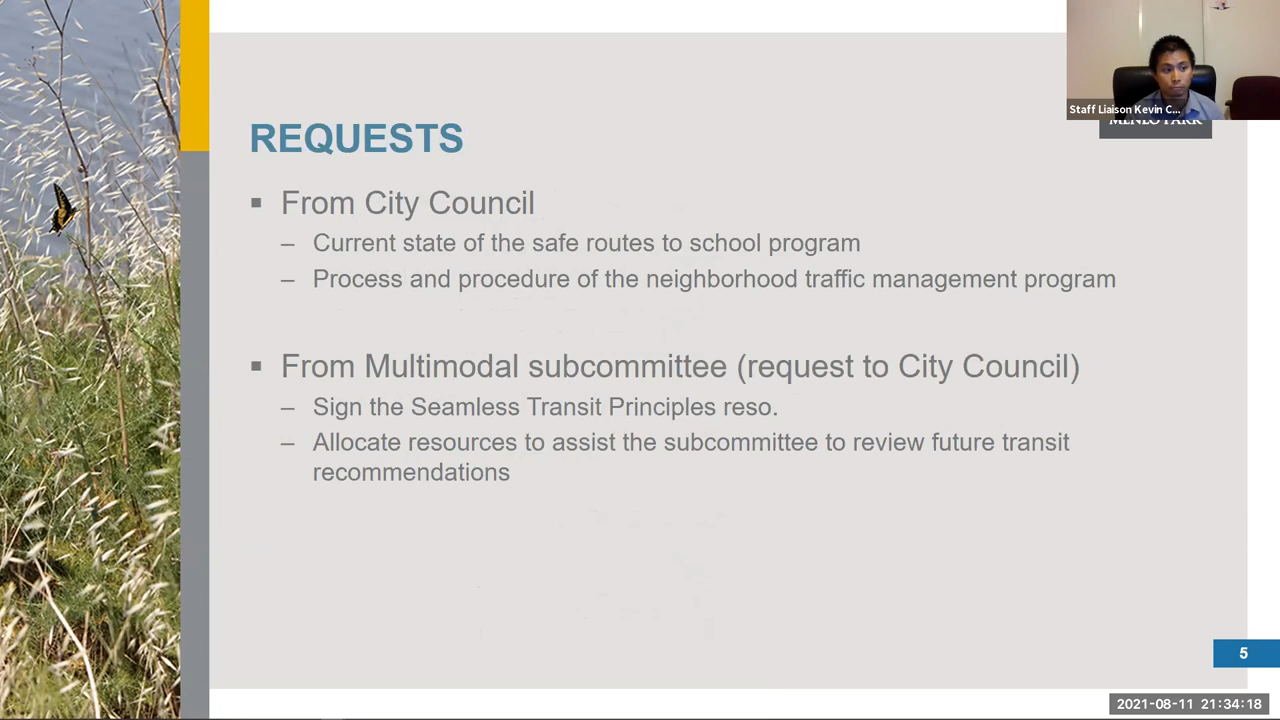 Staff Liaison Kevin C...
MENLO PARK
REQUESTS
▪ From City Council
– Current state of the safe routes to school program
– Process and procedure of the neighborhood traffic management program
▪ From Multimodal subcommittee (request to City Council)
– Sign the Seamless Transit Principles reso.
– Allocate resources to assist the subcommittee to review future transit
recommendations
5
2021-08-11 21:34:18